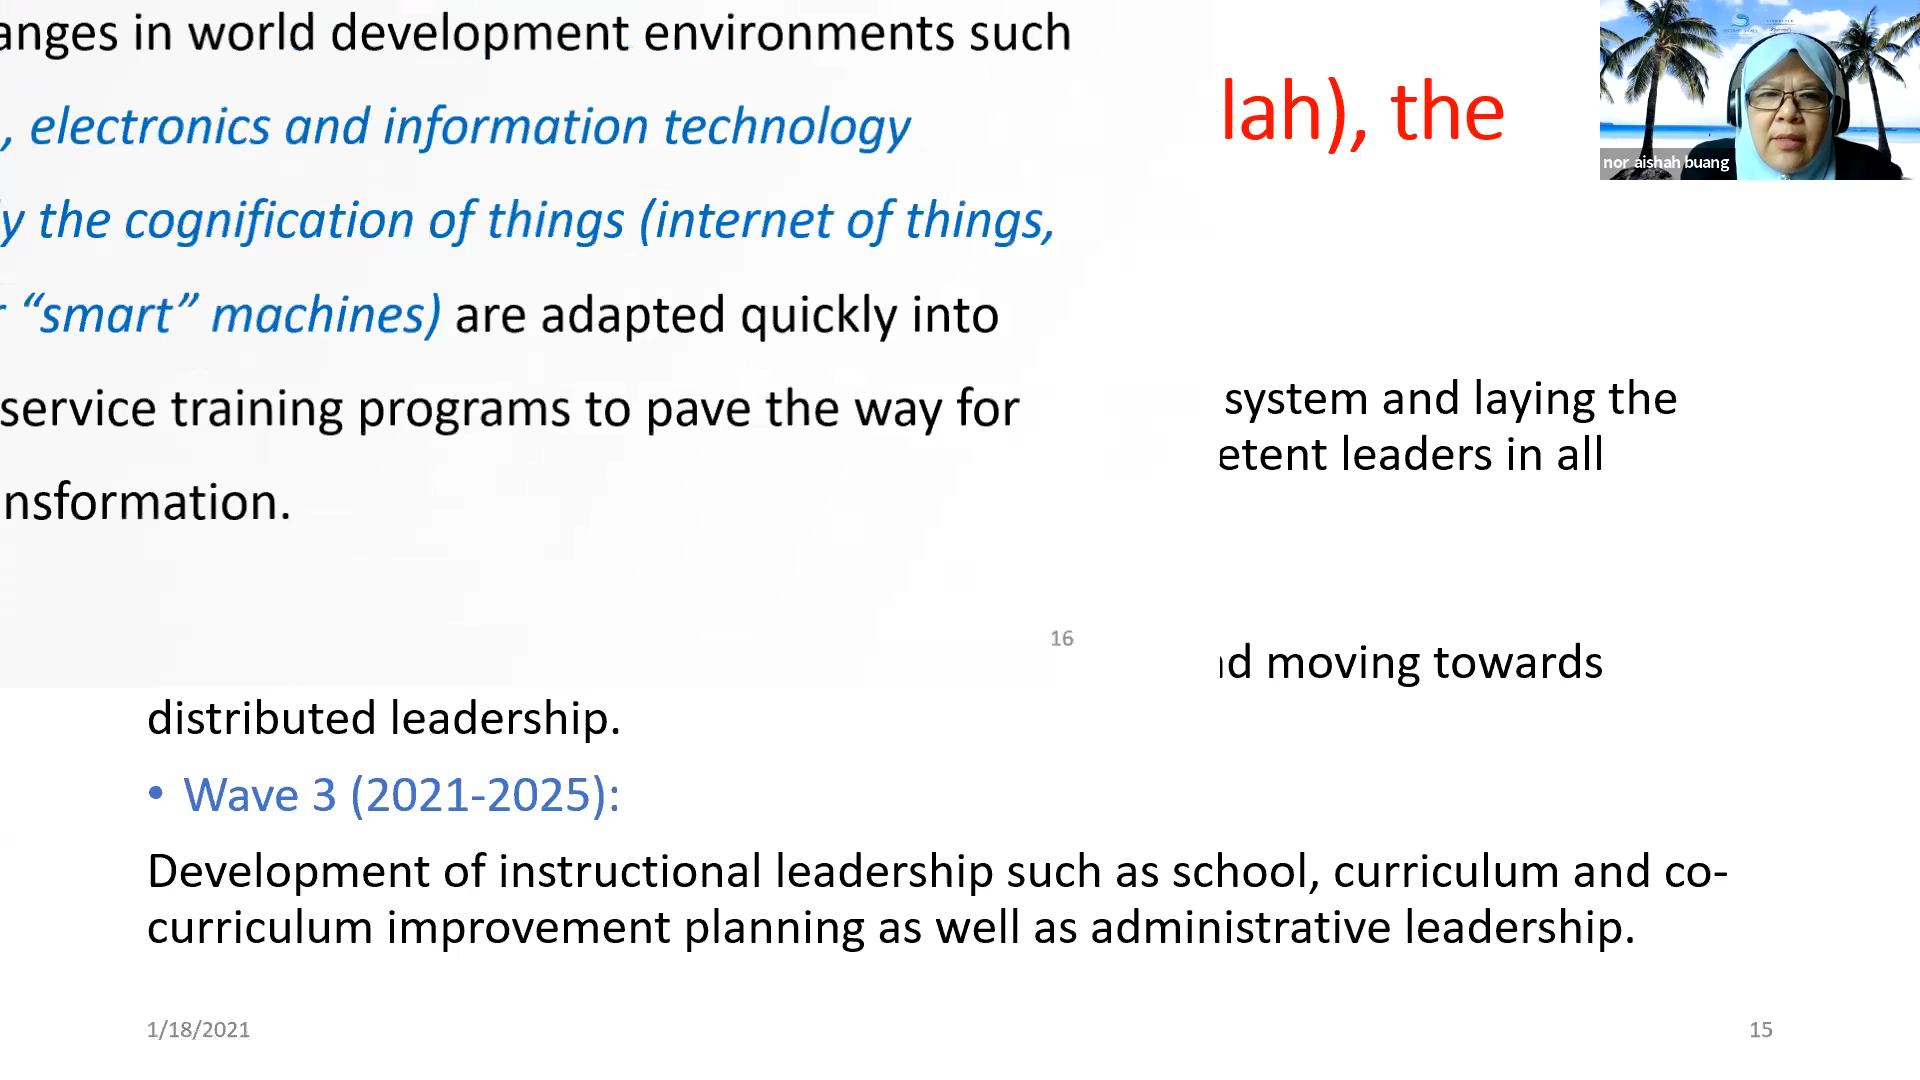 anges in world development environments such
, electronics and information technology
y the cognification of things (internet of things,
“smart” machines) are adapted quickly into
service training programs to pave the way for
nsformation.
16
lah), the
nor aishah buang
system and laying the
etent leaders in all
d moving towards
distributed leadership.
• Wave 3 (2021-2025):
Development of instructional leadership such as school, curriculum and co-
curriculum improvement planning as well as administrative leadership.
1/18/2021
15